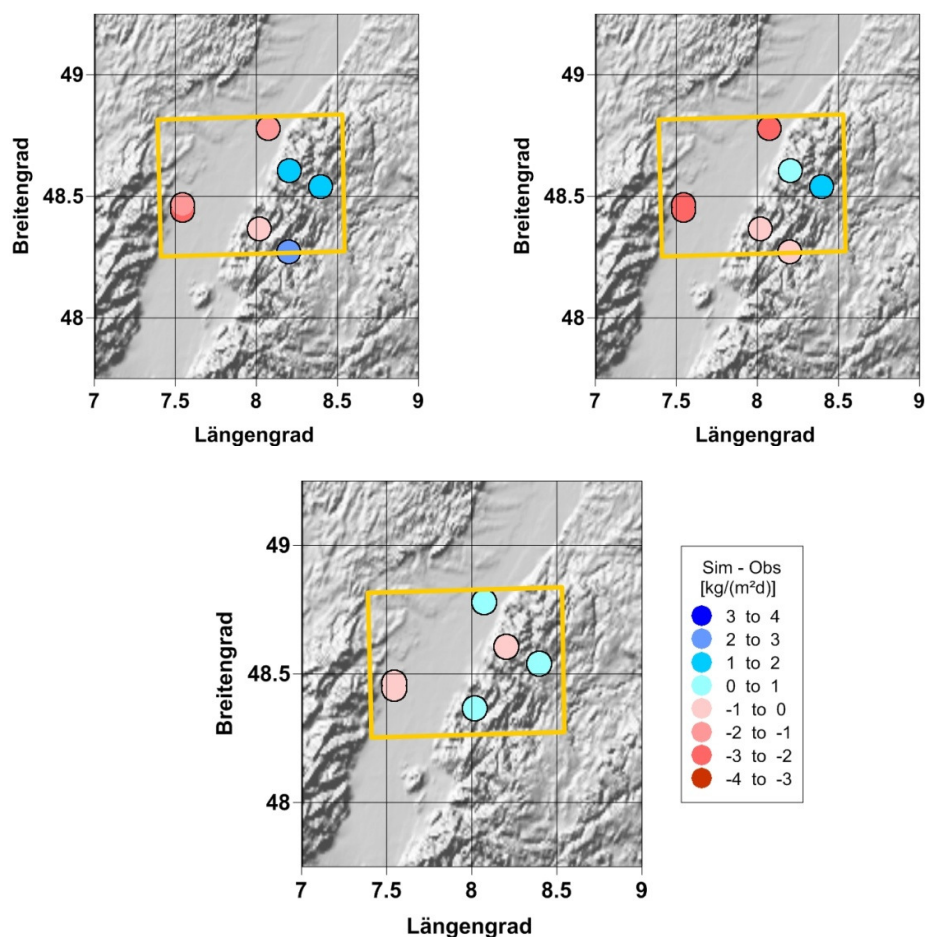 49
48.5
48
Breitengrad
7 7.5 8 8.5 9
Längengrad
49
48.5
48
Breitengrad
7 7.5 8 8.5 9
Längengrad
49
48.5
48
Breitengrad
7 7.5 8 8.5 9
Längengrad
Sim - Obs
[kg/(m²d)]
3 to 4
2 to 3
1 to 2
0 to 1
-1 to 0
-2 to -1
-3 to -2
-4 to -3